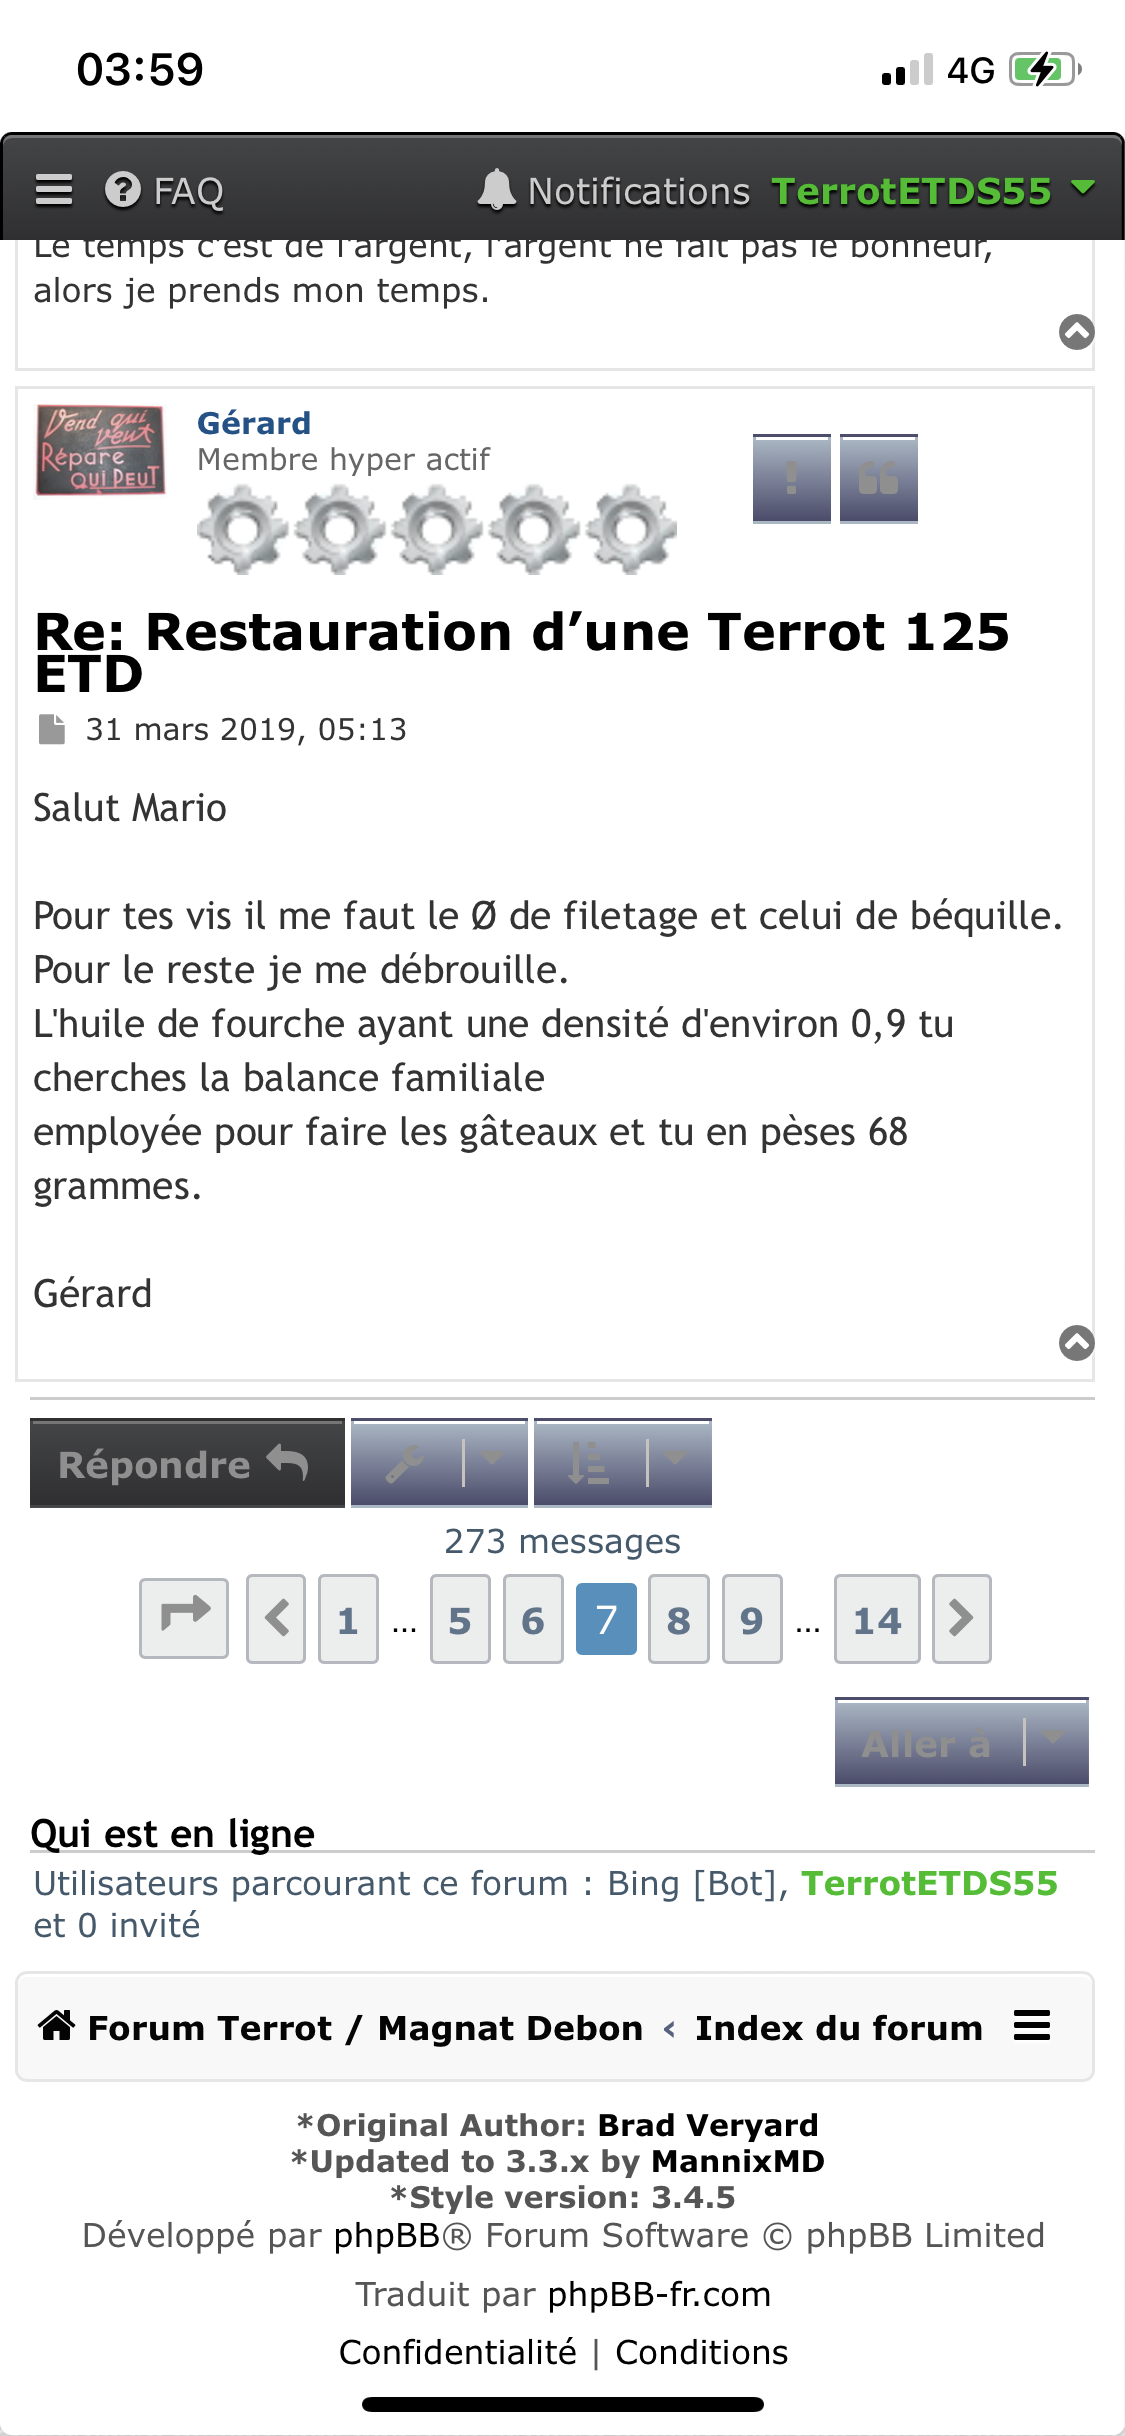 03:59
4G
FAQ
Notifications TerrotETDS55
Le temps c'est de l'argent, l'argent ne fait pas le bonheur,
alors je prends mon temps.
Vend qui
veut
Répare
QUI PEUT
Gérard
Membre hyper actif
Re: Restauration d’une Terrot 125
ETD
31 mars 2019, 05:13
Salut Mario
Pour tes vis il me faut le Ø de filetage et celui de béquille.
Pour le reste je me débrouille.
L'huile de fourche ayant une densité d'environ 0,9 tu
cherches la balance familiale
employée pour faire les gâteaux et tu en pèses 68
grammes.
Gérard
Répondre
273 messages
1 ... 5 6 7 8 9 ... 14
Aller à
Qui est en ligne
Utilisateurs parcourant ce forum : Bing [Bot], TerrotETDS55
et 0 invité
Forum Terrot / Magnat Debon ‹ Index du forum
*Original Author: Brad Veryard
*Updated to 3.3.x by MannixMD
*Style version: 3.4.5
Développé par phpBB® Forum Software © phpBB Limited
Traduit par phpBB-fr.com
Confidentialité | Conditions